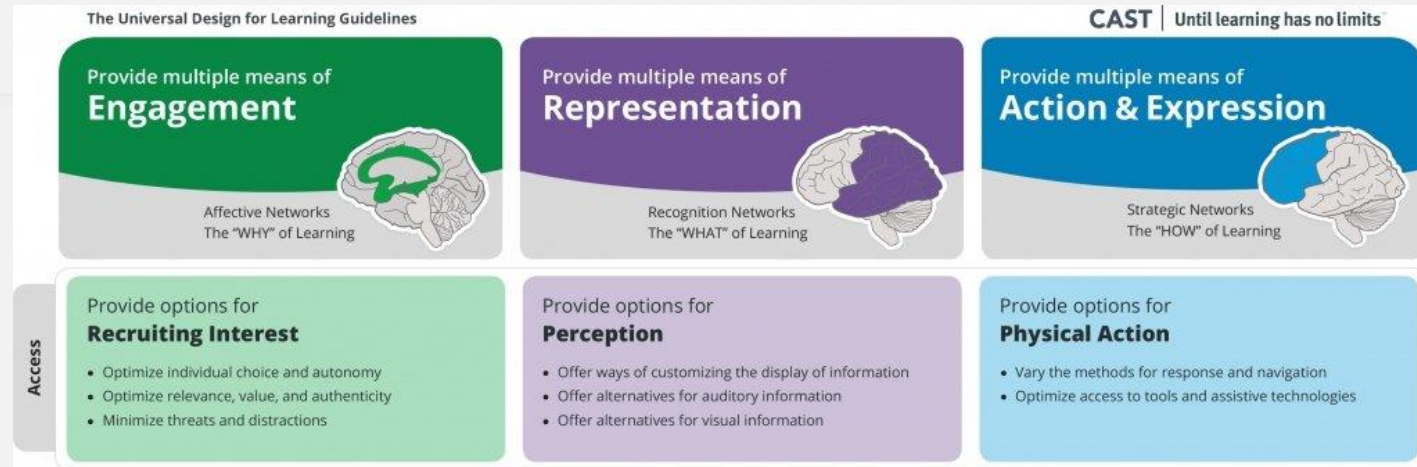 The Universal Design for Learning Guidelines
CAST | Until learning has no limits
Provide multiple means of
Engagement
Affective Networks
The "WHY" of Learning
Provide multiple means of
Representation
Recognition Networks
The "WHAT" of Learning
Provide multiple means of
Action & Expression
Strategic Networks
The "HOW" of Learning
Access
Provide options for
Recruiting Interest
• Optimize individual choice and autonomy
• Optimize relevance, value, and authenticity
• Minimize threats and distractions
Provide options for
Perception
• Offer ways of customizing the display of information
• Offer alternatives for auditory information
• Offer alternatives for visual information
Provide options for
Physical Action
• Vary the methods for response and navigation
• Optimize access to tools and assistive technologies